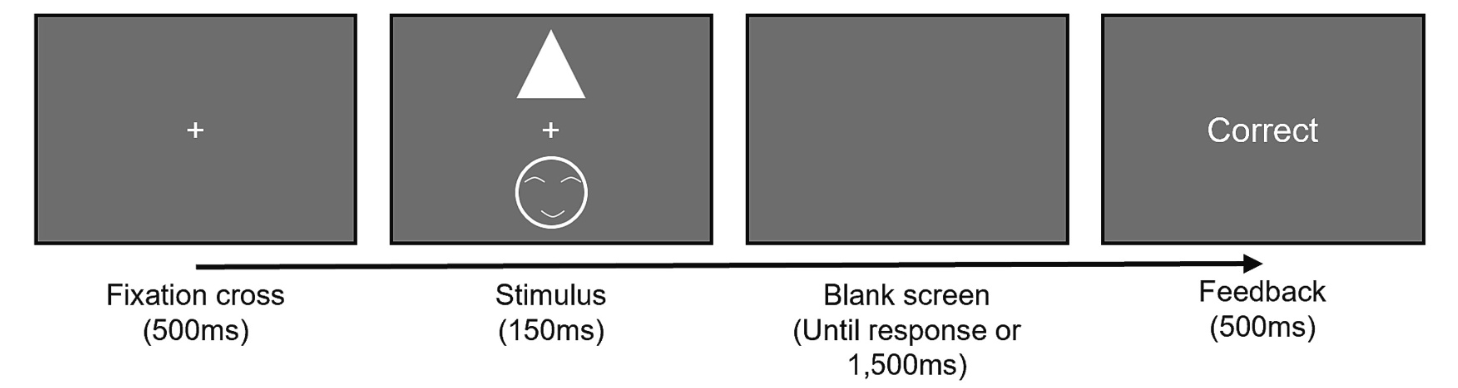 +
+
Correct
Fixation cross
(500ms)
Stimulus
(150ms)
Blank screen
(Until response or
1,500ms)
Feedback
(500ms)